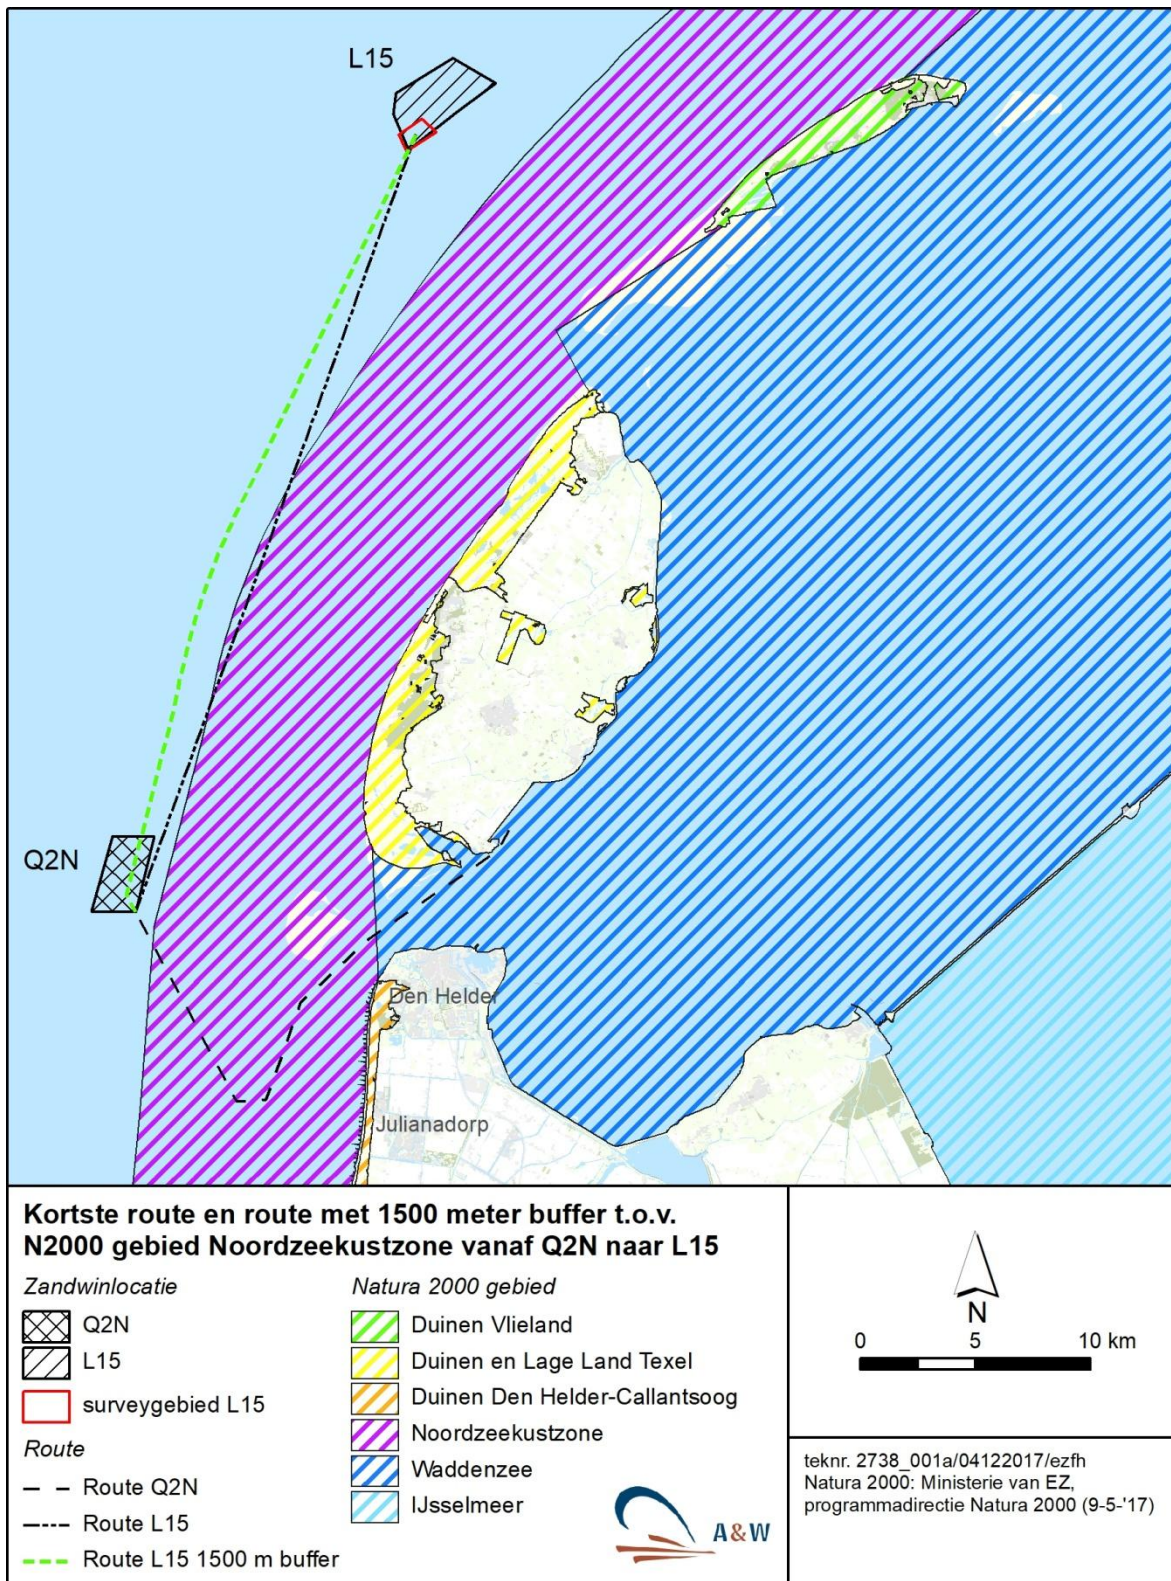 L15
Q2N
Den Helder
Julianadorp
Kortste route en route met 1500 meter buffer t.o.v.
N2000 gebied Noordzeekustzone vanaf Q2N naar L15
Zandwinlocatie
Q2N
L15
surveygebied L15
Route
Route Q2N
Route L15
Route L15 1500 m buffer
Natura 2000 gebied
Duinen Vlieland
Duinen en Lage Land Texel
Duinen Den Helder-Callantsoog
Noordzeekustzone
Waddenzee
IJsselmeer
A&W
N
0 5 10 km
teknr. 2738_001a/04122017/ezfh
Natura 2000: Ministerie van EZ,
programmadirectie Natura 2000 (9-5-'17)